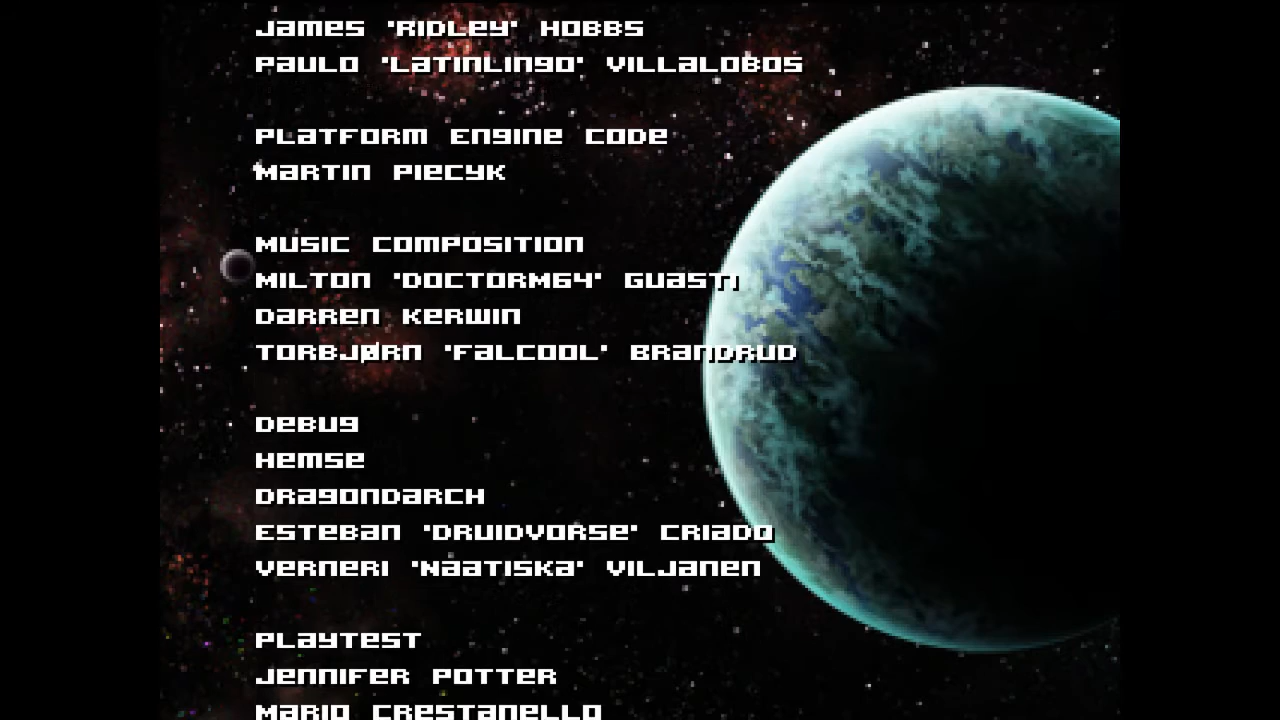 James 'Ridley' Hobbs
Paulo 'Latinlingo' Villalobos
Platform Engine Code
Martin Piecyk
Music Composition
Milton 'DoctorM64' Guasti
Darren Kerwin
Torbjørn 'Falcool' Brandrud
Debug
Hemse
Dragondarch
Esteban 'Druidvorse' Criado
Verneri 'Naatiska' Viljanen
Playtest
Jennifer Potter
Mario Crestanello